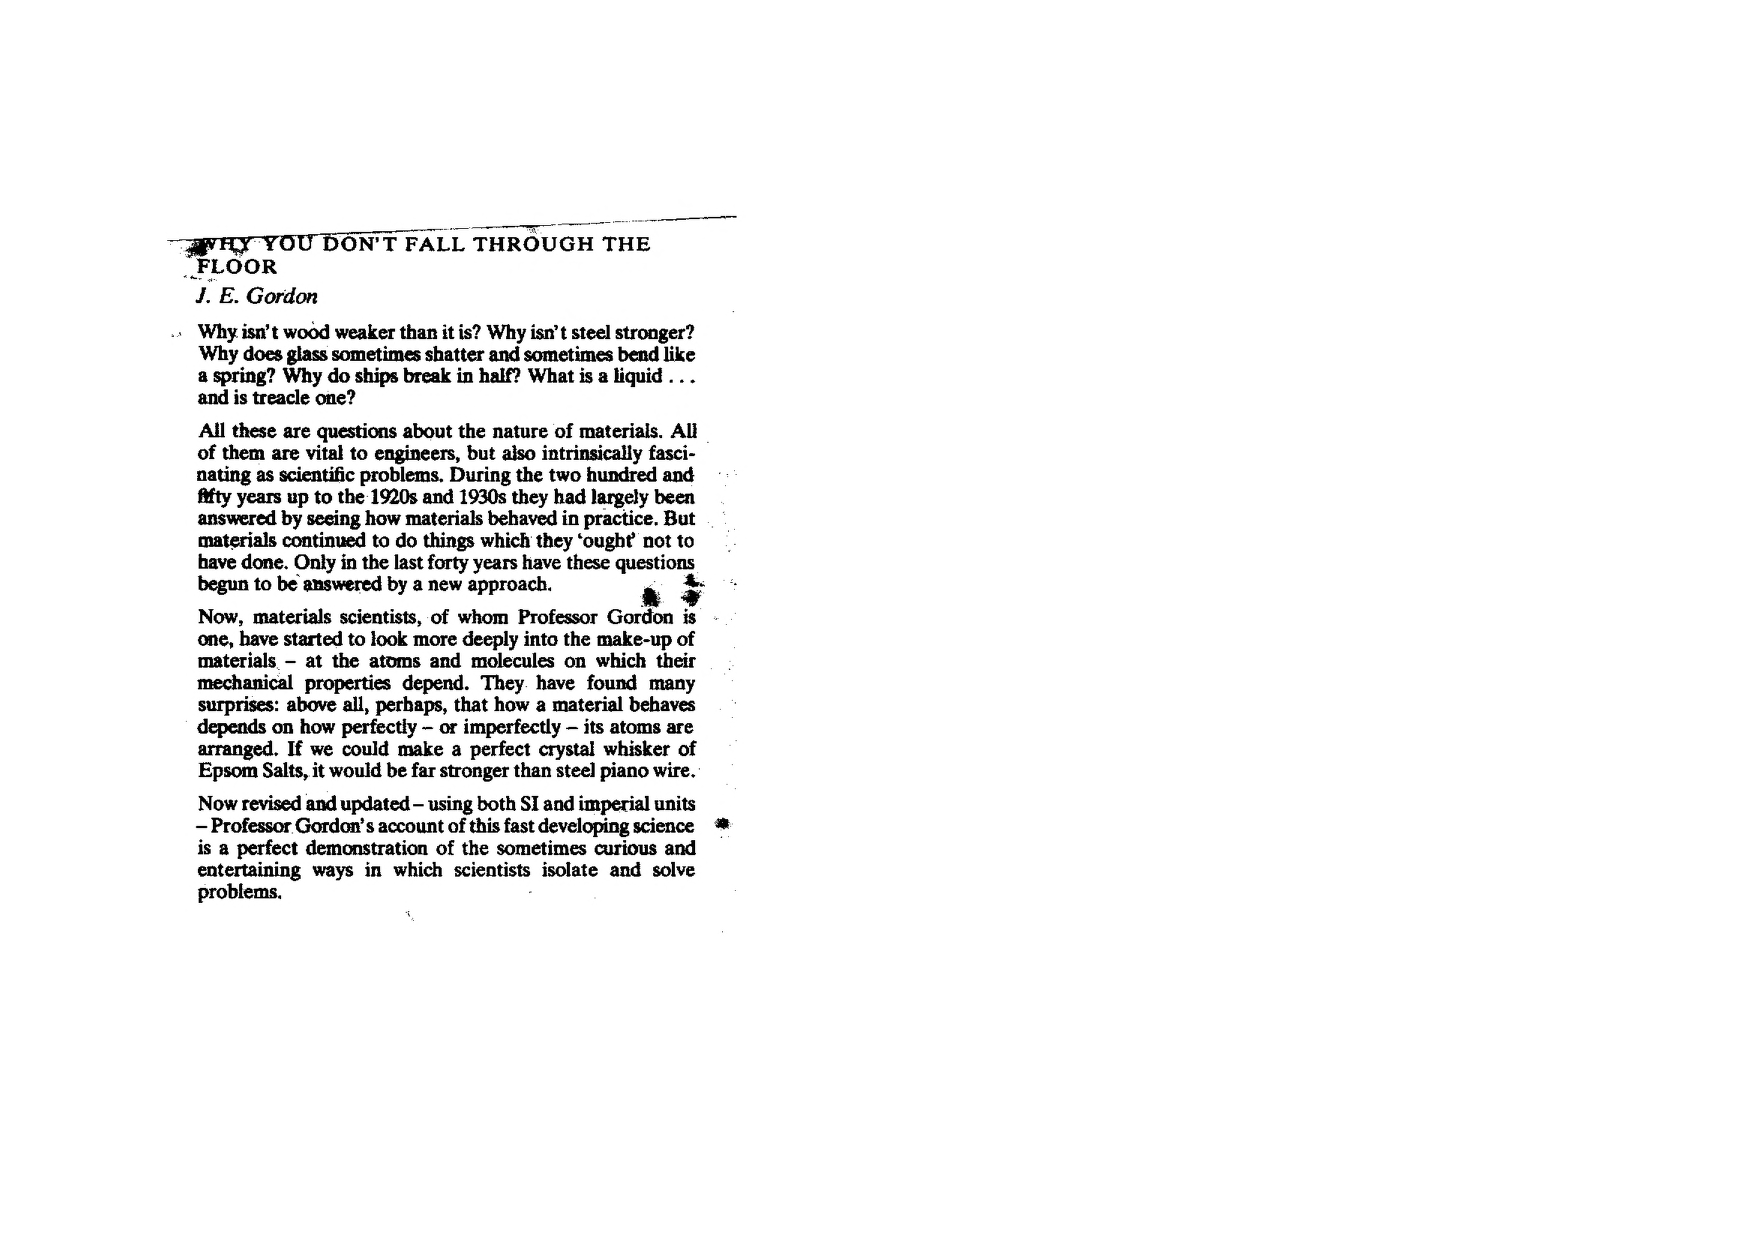 WHY YOU DON'T FALL THROUGH THE
FLOOR
J. E. Gordon
Why isn't wood weaker than it is? Why isn't steel stronger?
Why does glass sometimes shatter and sometimes bend like
a spring? Why do ships break in half? What is a liquid . . .
and is treacle one?
All these are questions about the nature of materials. All
of them are vital to engineers, but also intrinsically fasci-
nating as scientific problems. During the two hundred and
fifty years up to the 1920s and 1930s they had largely been
answered by seeing how materials behaved in practice. But
materials continued to do things which they 'ought' not to
have done. Only in the last forty years have these questions
begun to be answered by a new approach.
Now, materials scientists, of whom Professor Gordon is
one, have started to look more deeply into the make-up of
materials – at the atoms and molecules on which their
mechanical properties depend. They have found many
surprises: above all, perhaps, that how a material behaves
depends on how perfectly – or imperfectly – its atoms are
arranged. If we could make a perfect crystal whisker of
Epsom Salts, it would be far stronger than steel piano wire.
Now revised and updated – using both SI and imperial units
– Professor Gordon's account of this fast developing science
is a perfect demonstration of the sometimes curious and
entertaining ways in which scientists isolate and solve
problems.